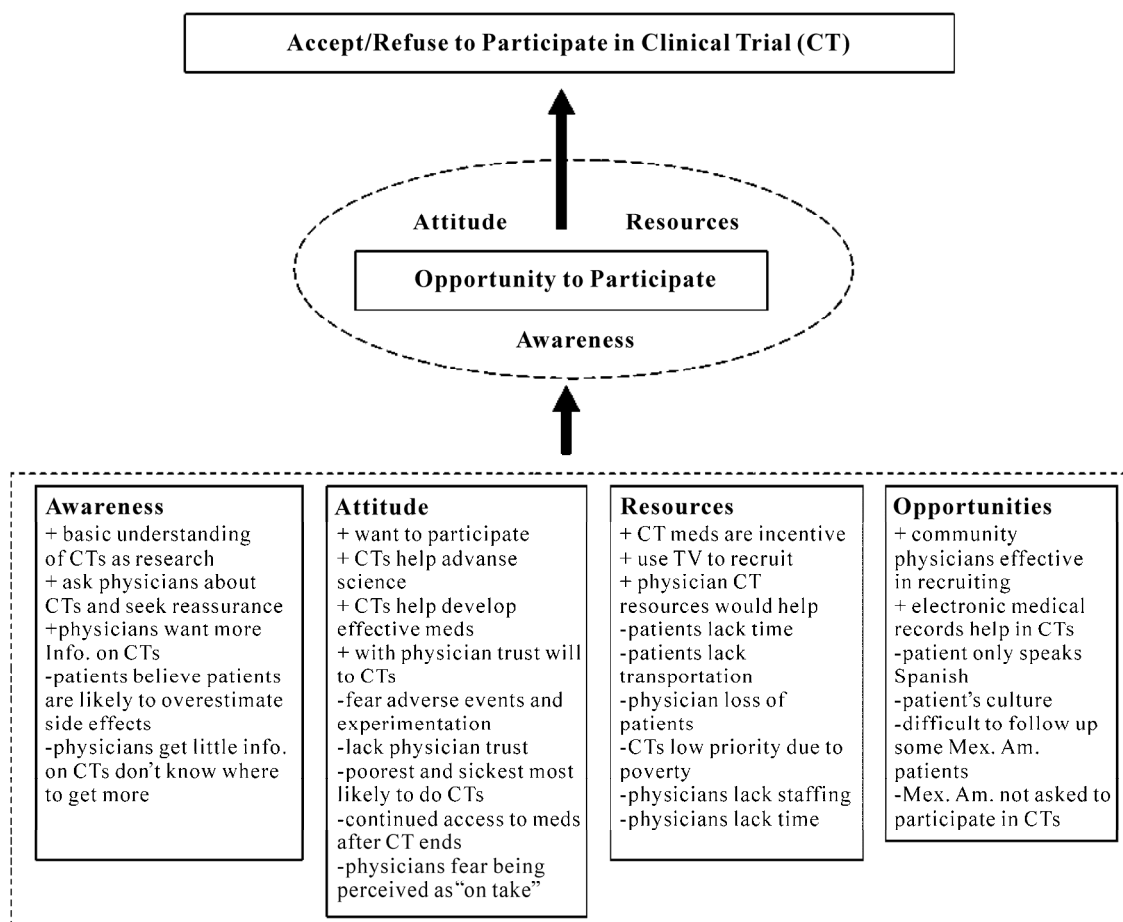 Accept/Refuse to Participate in Clinical Trial (CT)
Attitude
Resources
Opportunity to Participate
Awareness
Awareness
+ basic understanding
of CTs as research
+ ask physicians about
CTs and seek reassurance
+physicians want more
Info. on CTs
-patients believe patients
are likely to overestimate
side effects
-physicians get little info.
on CTs don't know where
to get more
Attitude
+ want to participate
+ CTs help advanse
science
+ CTs help develop
effective meds
+ with physician trust will
to CTs
-fear adverse events and
experimentation
-lack physician trust
-poorest and sickest most
likely to do CTs
-continued access to meds
after CT ends
-physicians fear being
perceived as“on take”
Resources
+ CT meds are incentive
+ use TV to recruit
+ physician CT
resources would help
-patients lack time
-patients lack
transportation
-physician loss of
patients
-CTs low priority due to
poverty
-physicians lack staffing
-physicians lack time
Opportunities
+ community
physicians effective
in recruiting
+ electronic medical
records help in CTs
-patient only speaks
Spanish
-patient's culture
-difficult to follow up
some Mex. Am.
patients
-Mex. Am. not asked to
participate in CTs